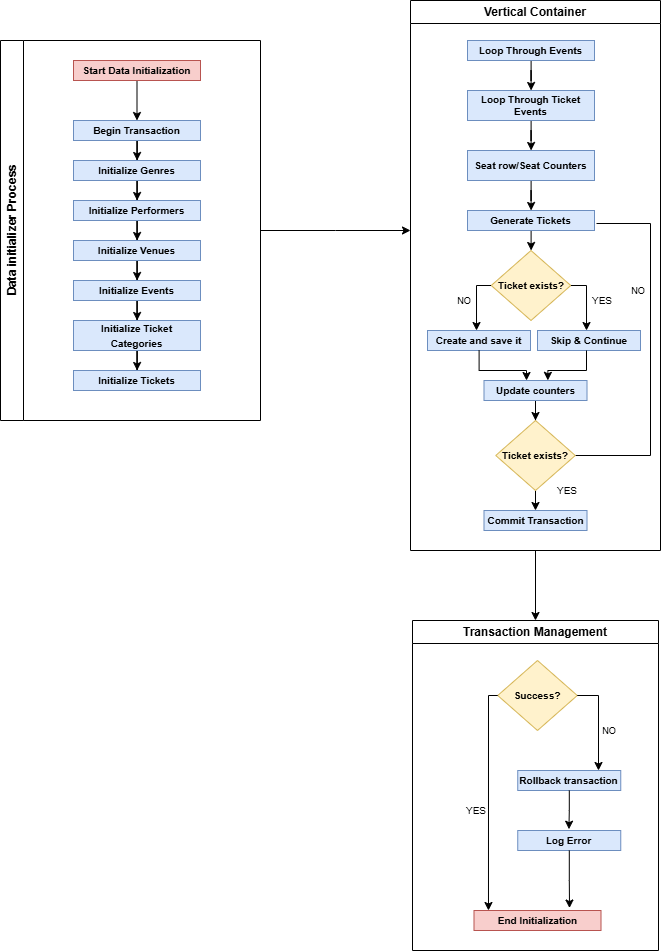 Data initializer Process
Start Data Initialization
Begin Transaction
Initialize Genres
Initialize Performers
Initialize Venues
Initialize Events
Initialize Ticket
Categories
Initialize Tickets
Vertical Container
Loop Through Events
Loop Through Ticket
Events
Seat row/Seat Counters
Generate Tickets
Ticket exists?
NO
YES
NO
Create and save it
Skip & Continue
Update counters
Ticket exists?
YES
Commit Transaction
Transaction Management
Success?
NO
Rollback transaction
YES
Log Error
End Initialization